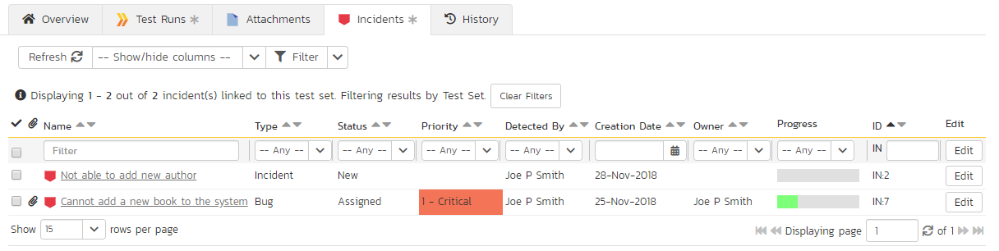 Overview Test Runs Attachments Incidents History
Refresh -- Show/hide columns -- Filter
Displaying 1 - 2 out of 2 incident(s) linked to this test set. Filtering results by Test Set. Clear Filters
Name Type Status Priority Detected By Creation Date Owner Progress ID Edit
Filter -- Any -- -- Any -- -- Any -- -- Any -- -- Any -- -- Any -- IN Edit
Not able to add new author Incident New Joe P Smith 28-Nov-2018 IN:2 Edit
Cannot add a new book to the system Bug Assigned 1 - Critical Joe P Smith 25-Nov-2018 Joe P Smith IN:7 Edit
Show 15 rows per page Displaying page 1 of 1